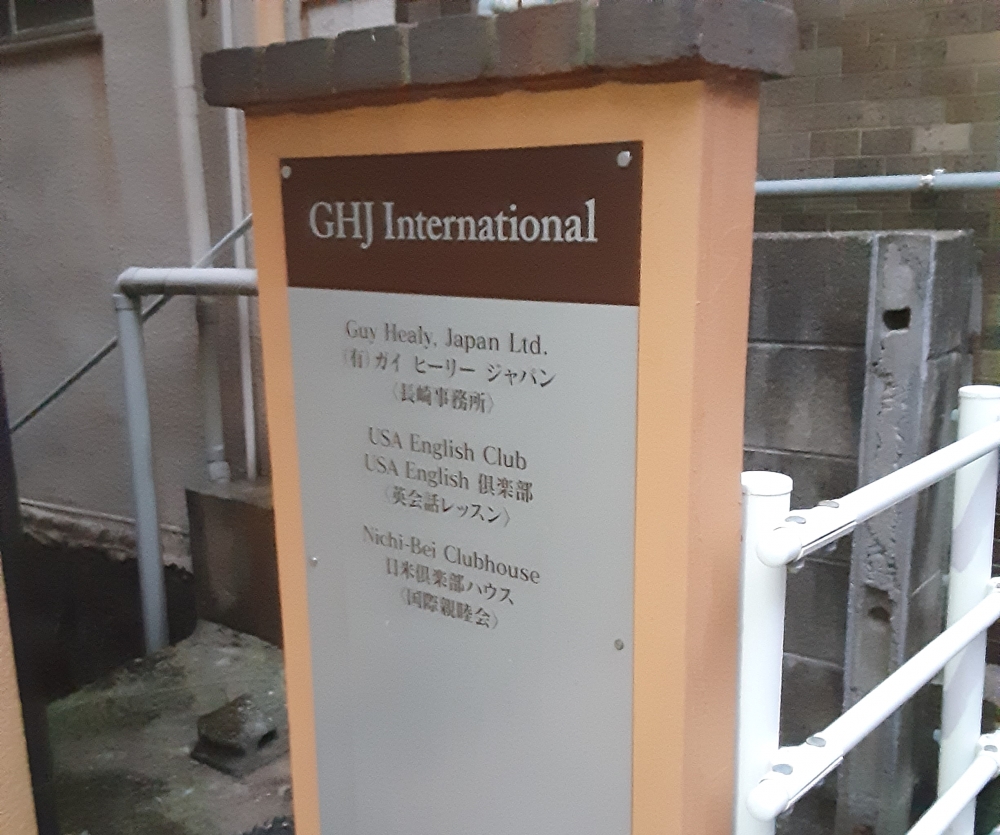 GHJ International
Guy Healy, Japan Ltd.
(有)ガイ ヒーリー ジャパン
〈長崎事務所〉
USA English Club
USA English 倶楽部
〈英会話レッスン〉
Nichi-Bei Clubhouse
日米倶楽部ハウス
〈国際親睦会〉